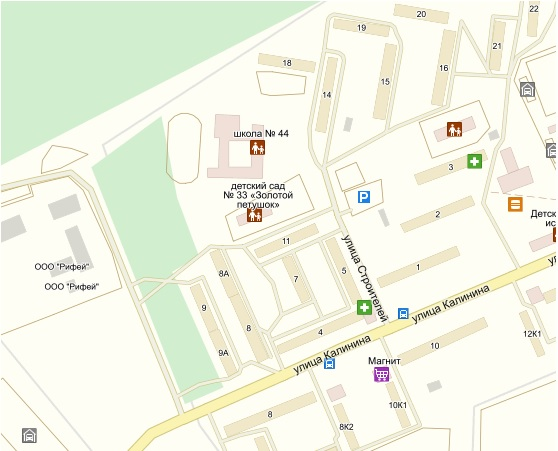 20
22
19
21
18
16
15
14
школа № 44
3
P
детский сад
№ 33 «Золотой
петушок»
2
Детск
ис
11
улица Строителей
ООО "Рифей"
ООО "Рифей"
8А
7
5
1
9
8
4
улица Калинина
улица Калинина
9А
12К1
10
Магнит
8
8К2
10К1